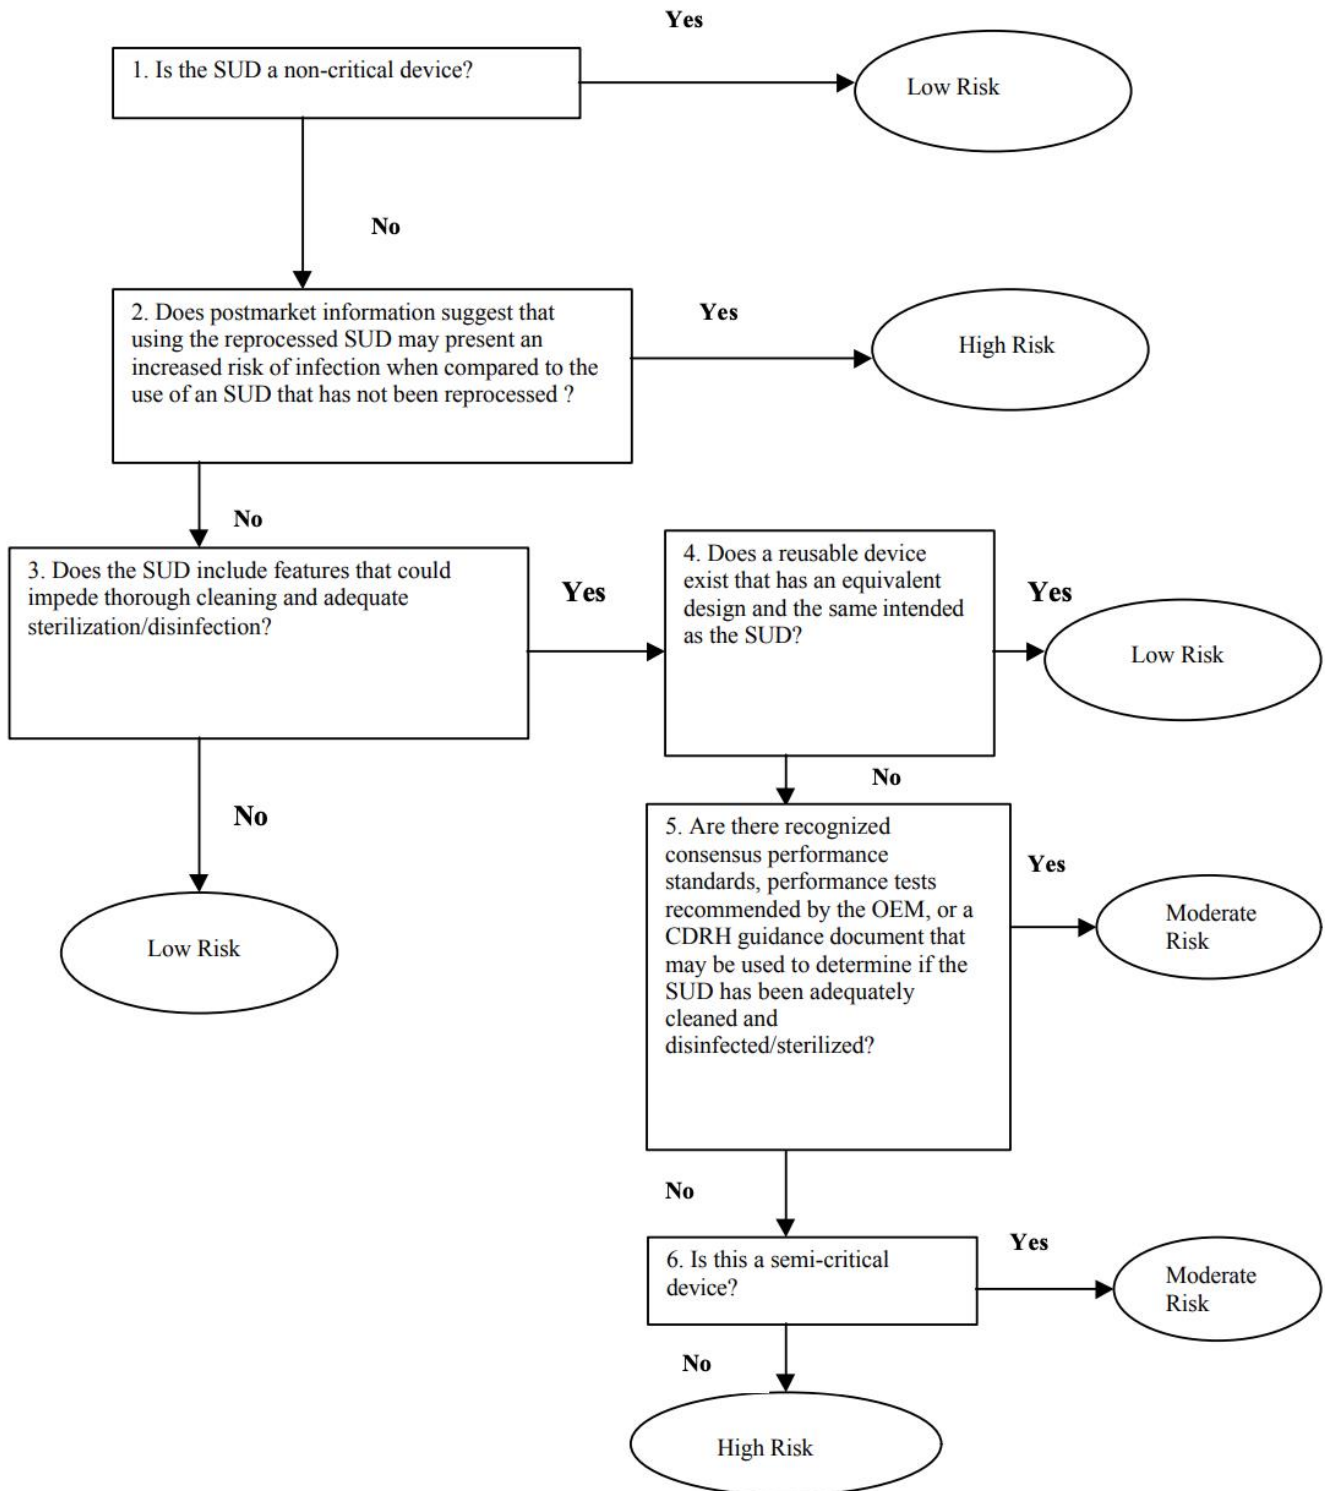 Yes
1. Is the SUD a non-critical device?
Low Risk
No
2. Does postmarket information suggest that
using the reprocessed SUD may present an
increased risk of infection when compared to the
use of an SUD that has not been reprocessed ?
Yes
High Risk
No
3. Does the SUD include features that could
impede thorough cleaning and adequate
sterilization/disinfection?
Yes
4. Does a reusable device
exist that has an equivalent
design and the same intended
as the SUD?
Yes
Low Risk
No
No
Low Risk
5. Are there recognized
consensus performance
standards, performance tests
recommended by the OEM, or a
CDRH guidance document that
may be used to determine if the
SUD has been adequately
cleaned and
disinfected/sterilized?
Yes
Moderate
Risk
No
6. Is this a semi-critical
device?
Yes
Moderate
Risk
No
High Risk